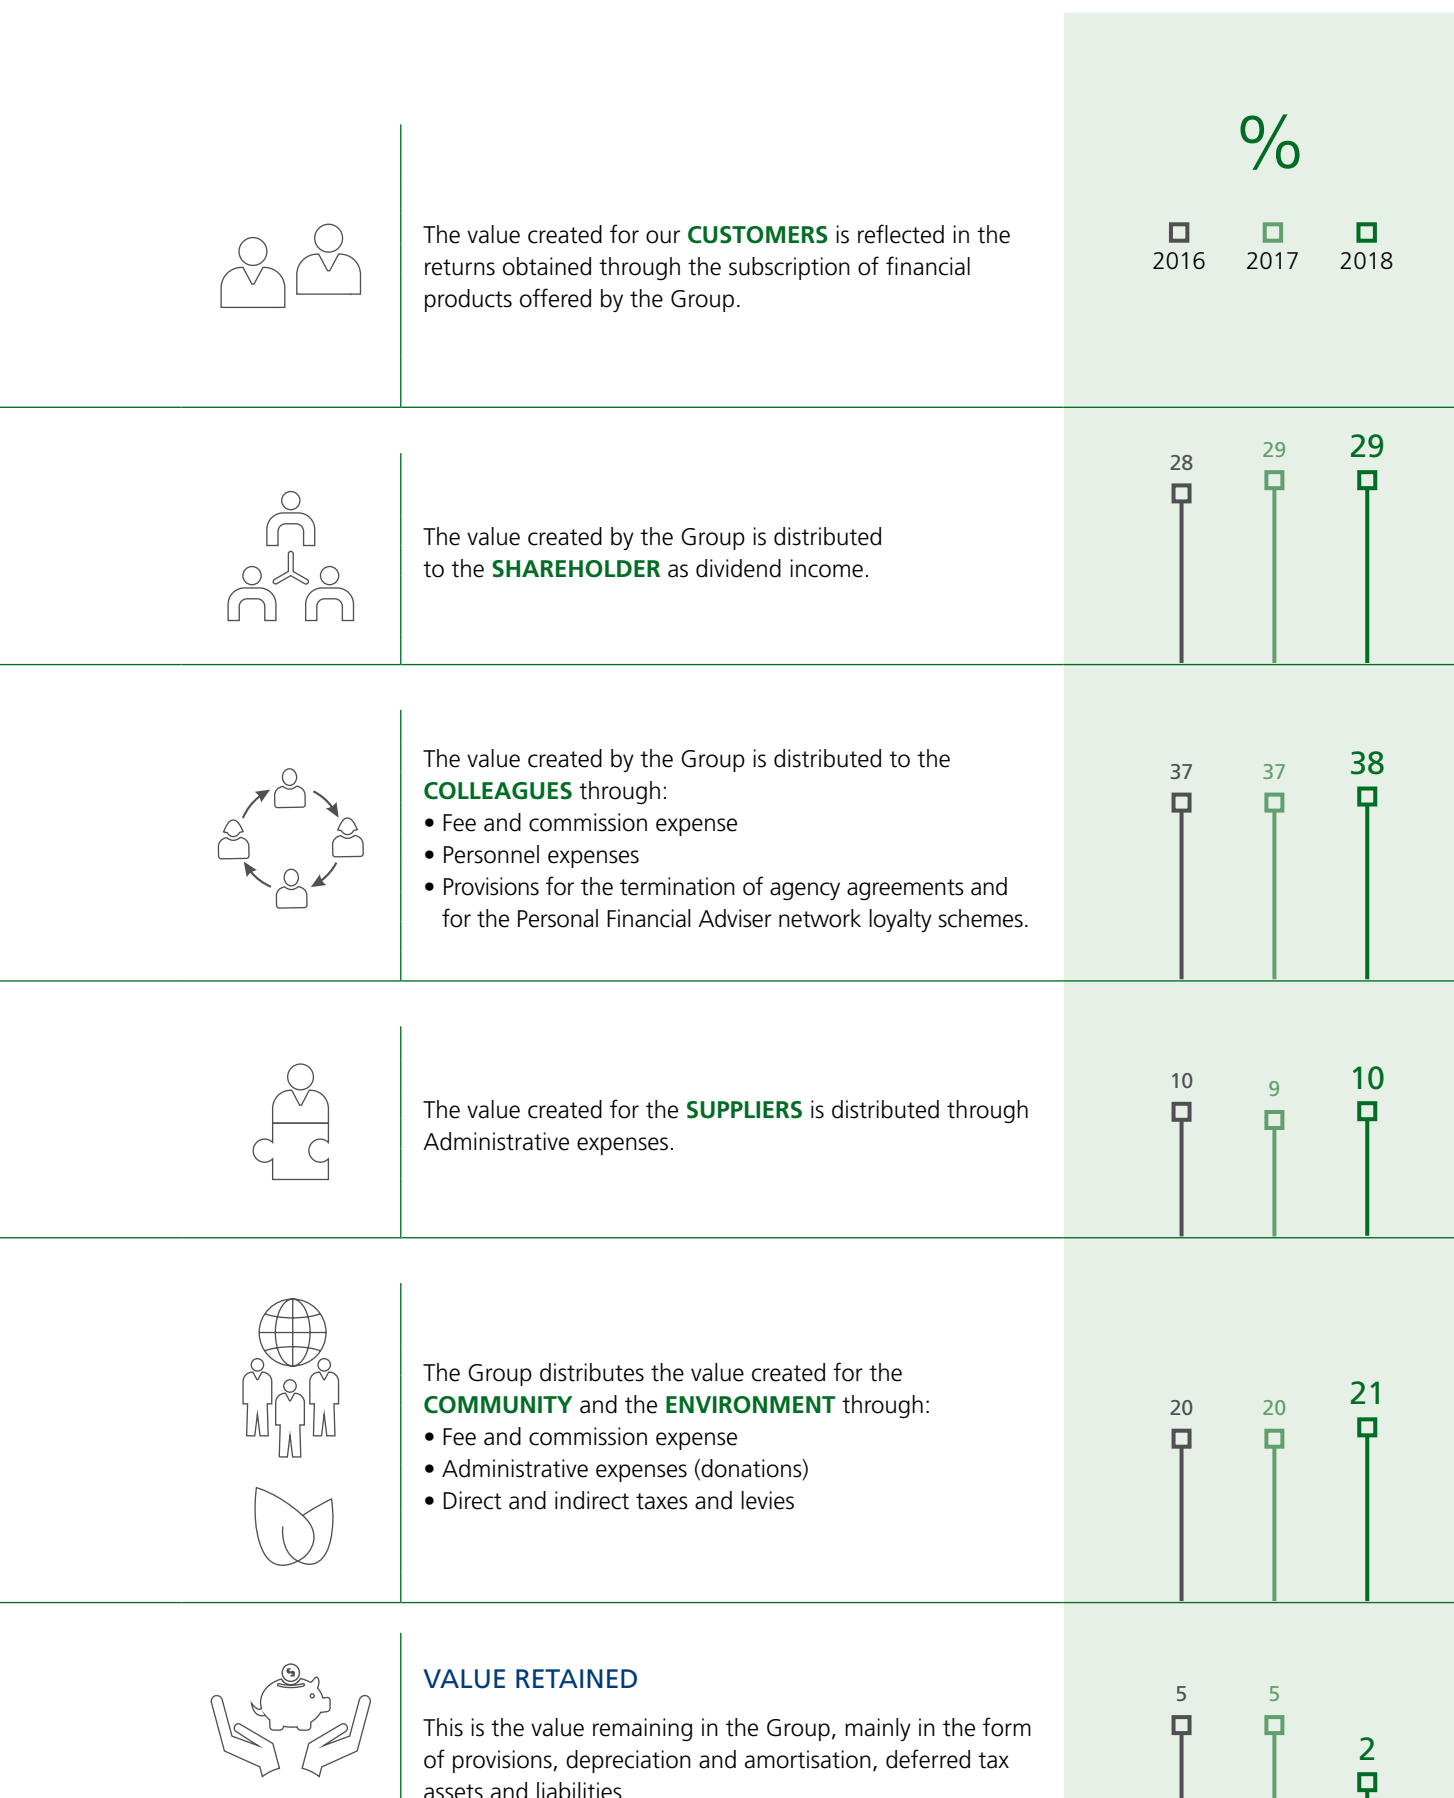 %
The value created for our CUSTOMERS is reflected in the
returns obtained through the subscription of financial
products offered by the Group.
2016 2017 2018
28 29 29
The value created by the Group is distributed
to the SHAREHOLDER as dividend income.
The value created by the Group is distributed to the
COLLEAGUES through:
• Fee and commission expense
• Personnel expenses
• Provisions for the termination of agency agreements and
for the Personal Financial Adviser network loyalty schemes.
37 37 38
10 9 10
The value created for the SUPPLIERS is distributed through
Administrative expenses.
The Group distributes the value created for the
COMMUNITY and the ENVIRONMENT through:
• Fee and commission expense
• Administrative expenses (donations)
• Direct and indirect taxes and levies
20 20 21
VALUE RETAINED
This is the value remaining in the Group, mainly in the form
of provisions, depreciation and amortisation, deferred tax
assets and liabilities
5 5 2